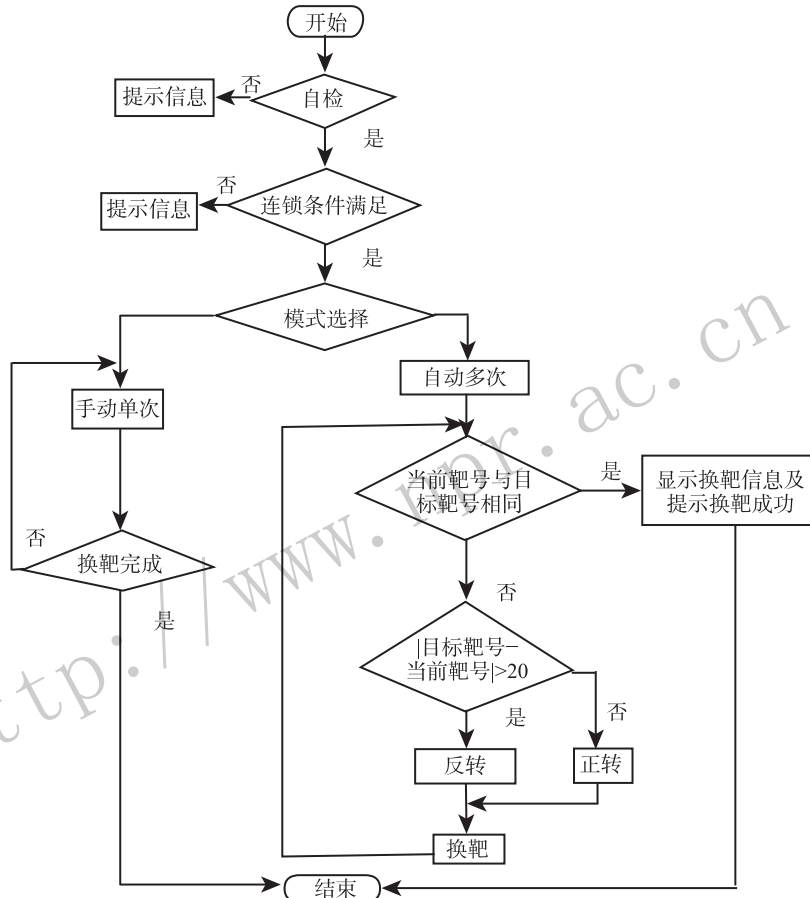 开始
否
提示信息
自检
是
否
提示信息
连锁条件满足
是
模式选择
自动多次
手动单次
当前靶号与目
标靶号相同
是
显示换靶信息及
提示换靶成功
否
换靶完成
是
否
|目标靶号−
当前靶号|>20
是
否
反转
正转
换靶
结束
ttp://www.npr.ac.cn